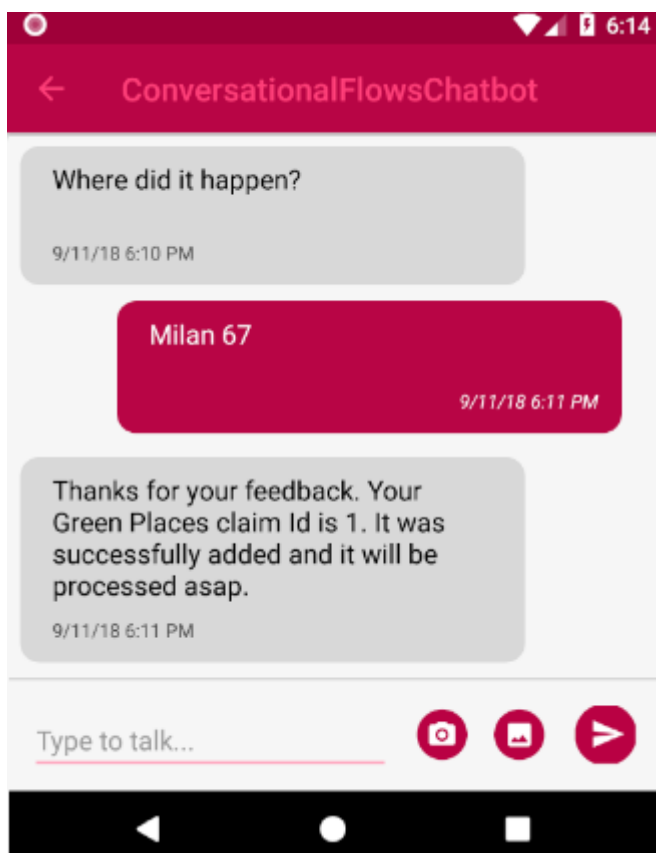 6:14
ConversationalFlowsChatbot
Where did it happen?
9/11/18 6:10 PM
Milan 67
9/11/18 6:11 PM
Thanks for your feedback. Your
Green Places claim Id is 1. It was
successfully added and it will be
processed asap.
9/11/18 6:11 PM
Type to talk...